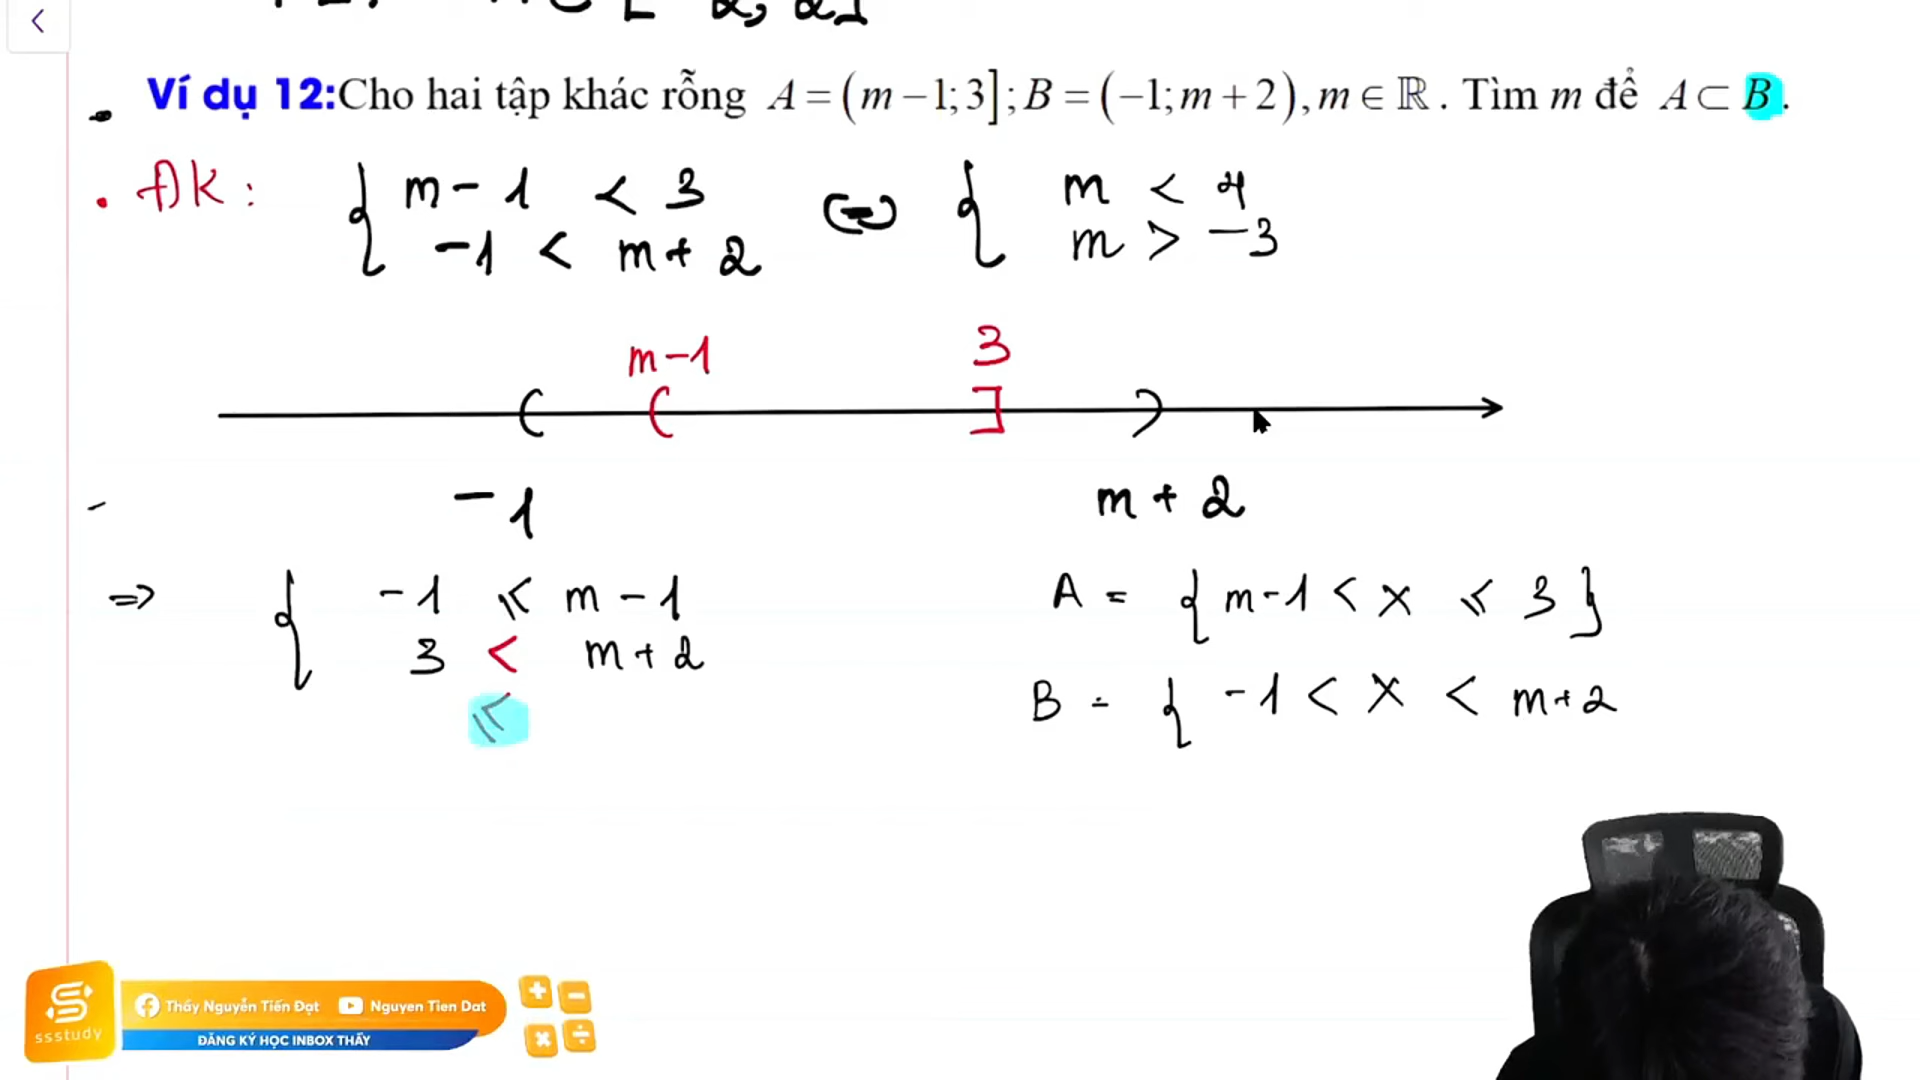 [-2; 2]
Ví dụ 12: Cho hai tập khác rỗng A = (m − 1; 3]; B = (−1; m + 2), m ∈ ℝ. Tìm m để A ⊂ B.
ĐK: { m - 1 < 3 ⇔ { m < 4
-1 < m + 2 m > -3
m-1 3
-1 m + 2
=> { -1 ⩽ m - 1
3 < m + 2
⩽
A = { m-1 < x ⩽ 3 }
B = { -1 < x < m+2
ssstudy
Thầy Nguyễn Tiến Đạt Nguyen Tien Dat
ĐĂNG KÝ HỌC INBOX THẦY